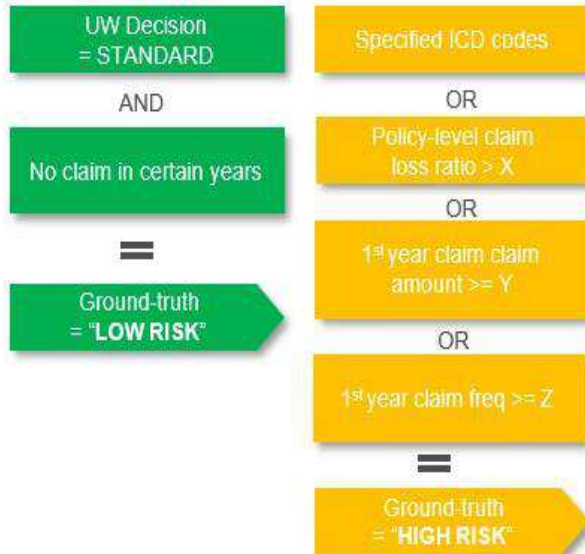 UW Decision
= STANDARD
AND
No claim in certain years
=
Ground-truth
= "LOW RISK"
Specified ICD codes
OR
Policy-level claim
loss ratio > X
OR
1st year claim claim
amount >= Y
OR
1st year claim freq >= Z
=
Ground-truth
= "HIGH RISK"